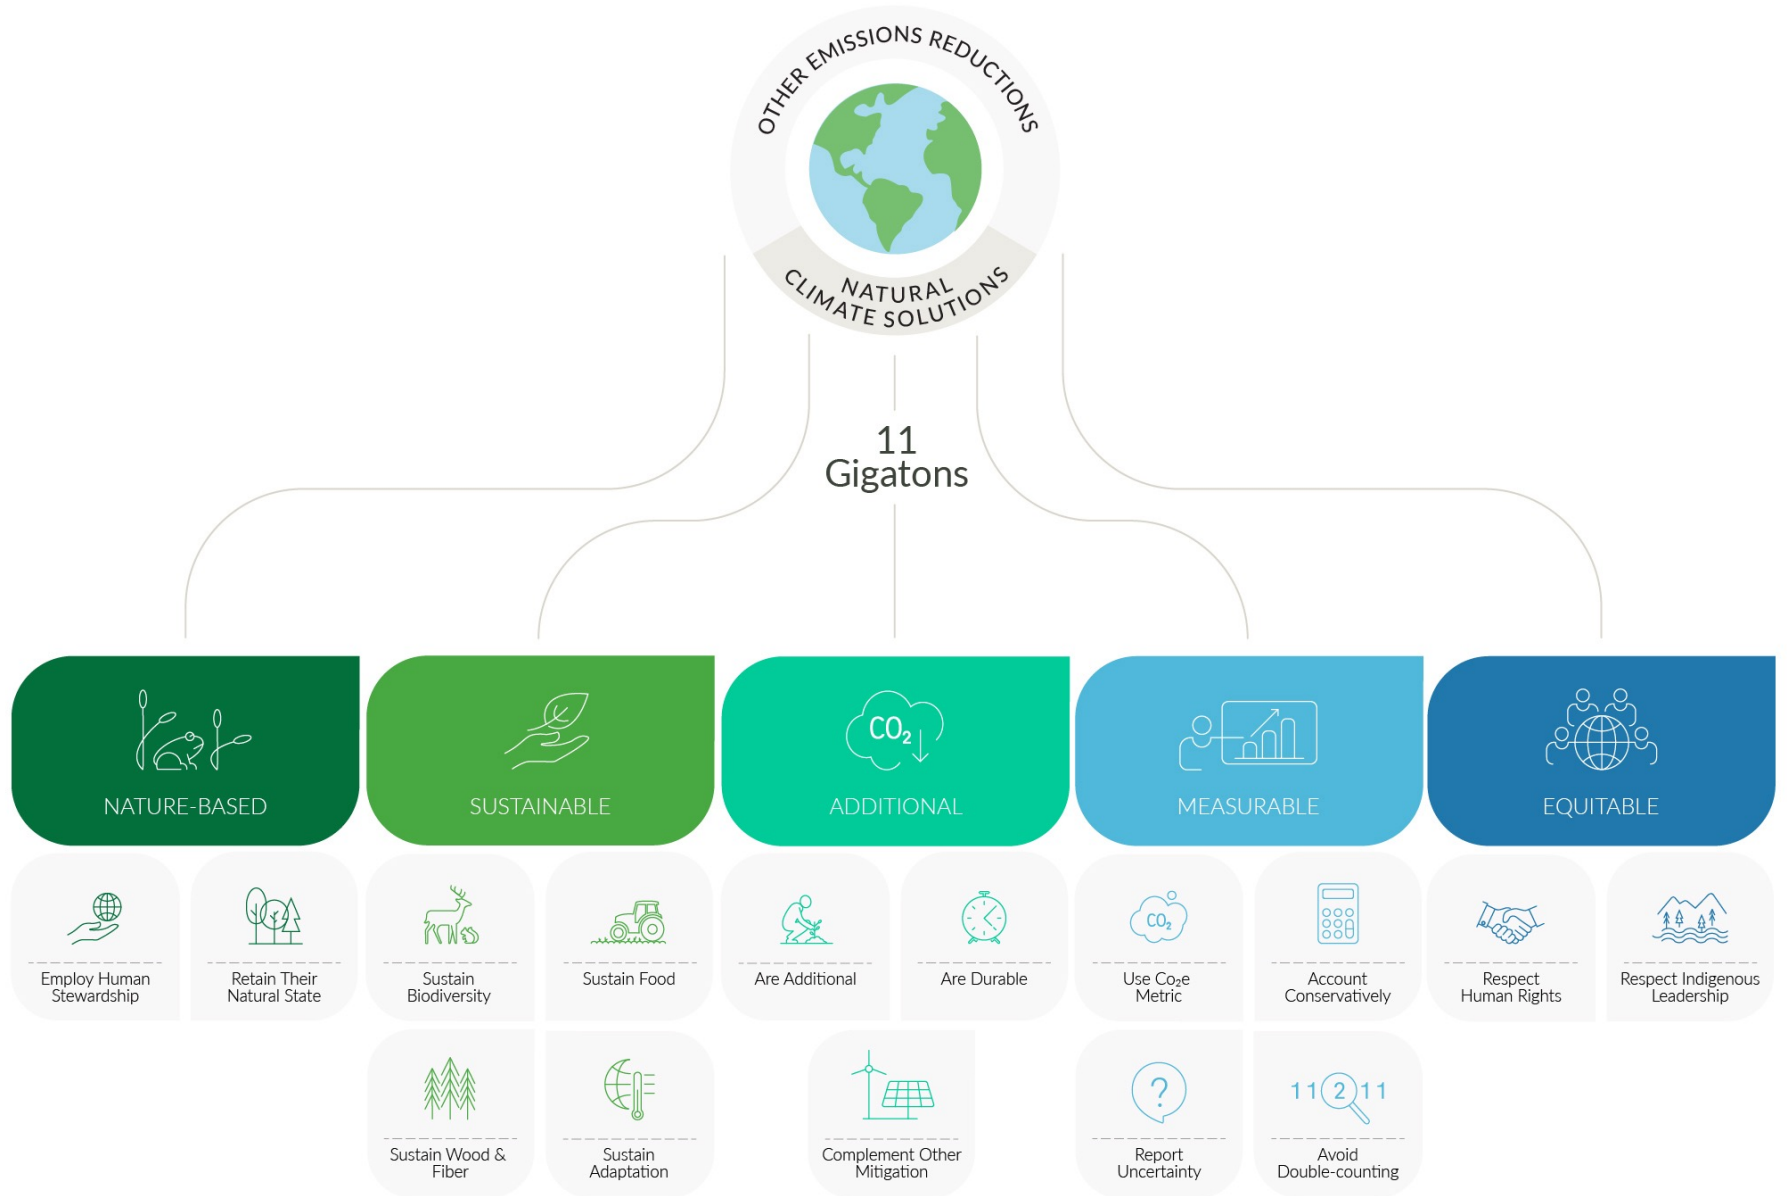 OTHER EMISSIONS REDUCTIONS
NATURAL
CLIMATE SOLUTIONS
11
Gigatons
NATURE-BASED
SUSTAINABLE
CO₂
ADDITIONAL
MEASURABLE
EQUITABLE
Employ Human
Stewardship
Retain Their
Natural State
Sustain
Biodiversity
Sustain Food
Are Additional
Are Durable
CO₂
Use Co₂e
Metric
Account
Conservatively
Respect
Human Rights
Respect Indigenous
Leadership
Sustain Wood &
Fiber
Sustain
Adaptation
Complement Other
Mitigation
?
Report
Uncertainty
1 1 2 1 1
Avoid
Double-counting